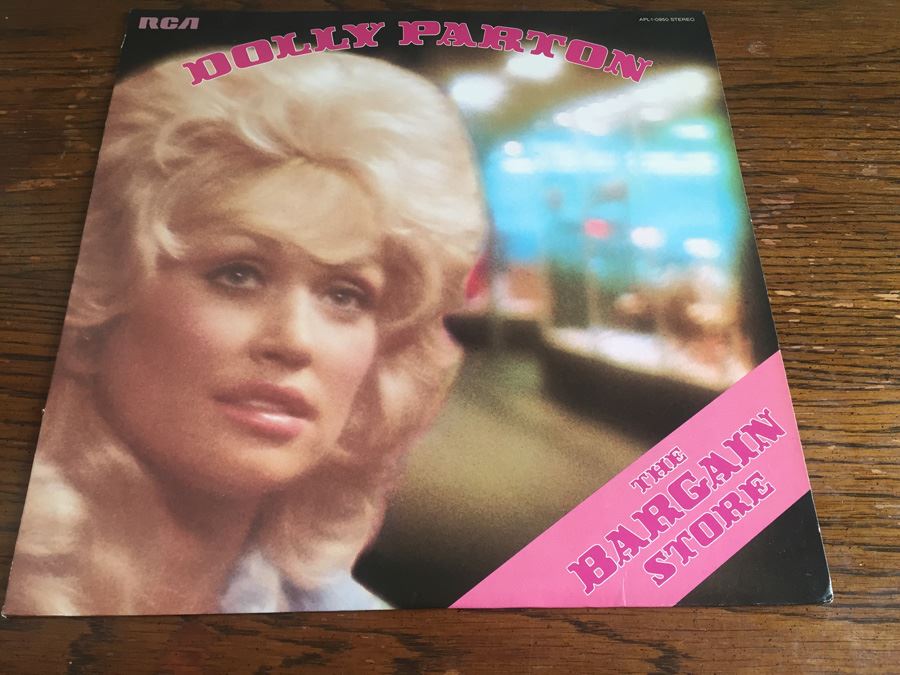 RCA
APL1-0950 STEREO
DOLLY PARTON
THE
BARGAIN
STORE